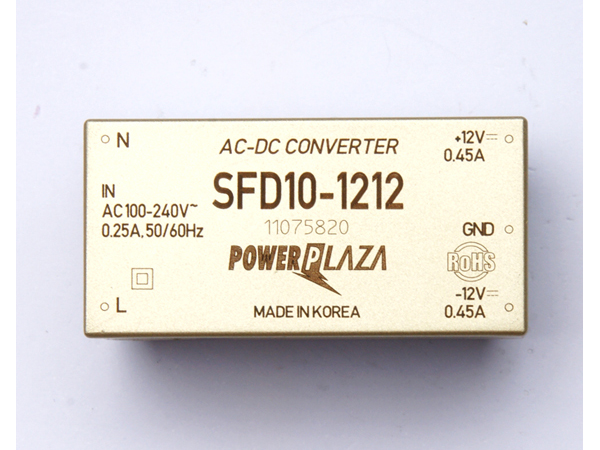 N
AC-DC CONVERTER
+12V⎓
0.45A
IN
AC100-240V~
0.25A,50/60Hz
SFD10-1212
11075820
POWERPLAZA
GND
RoHS
L
MADE IN KOREA
-12V⎓
0.45A